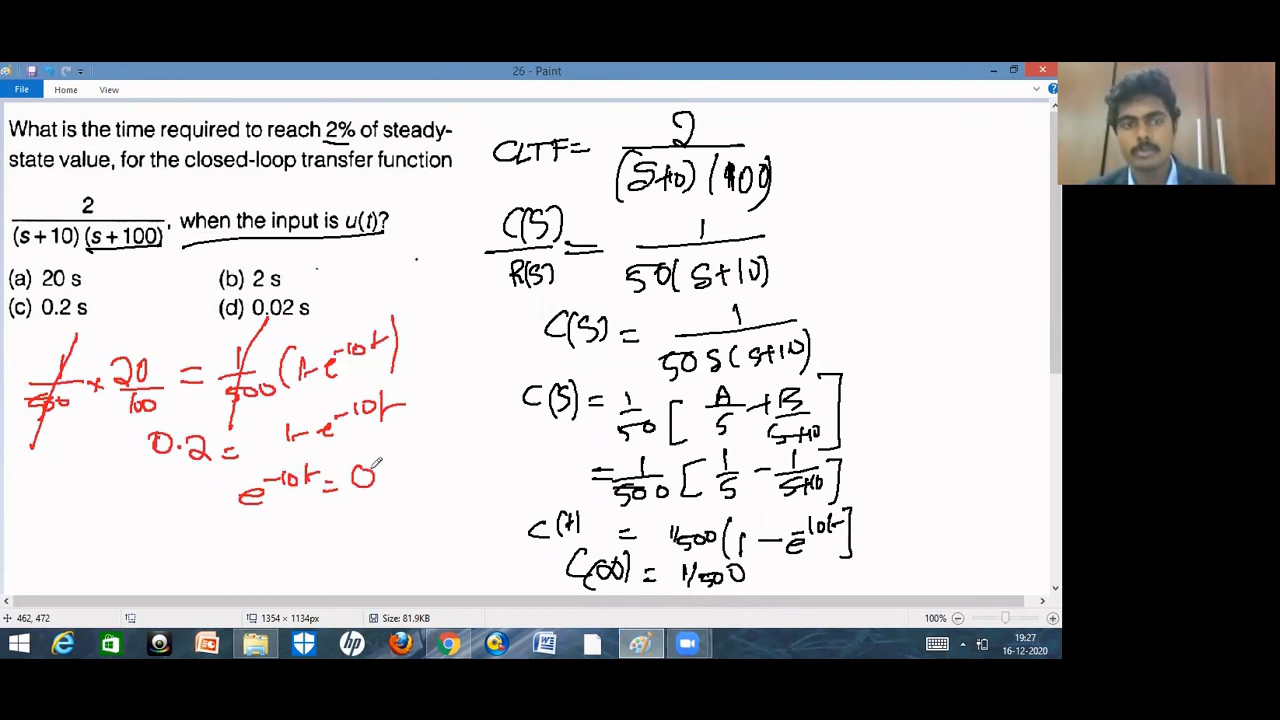 26 - Paint
File Home View
What is the time required to reach 2% of steady-
state value, for the closed-loop transfer function
2
(s + 10) (s + 100)
, when the input is u(t)?
(a) 20 s (b) 2 s
(c) 0.2 s (d) 0.02 s
1/500 × 20/100 = 1/500 (1-e^-10t)
0.2 = 1-e^-10t
e^-10t = 0
CLTF = 2/(S+10)(100)
C(S)/R(S) = 1/50(S+10)
C(S) = 1/50S(S+10)
C(S) = 1/50 [A/S + B/S+10]
= 1/500 [1/S - 1/S+10]
C(t) = 1/500 (1 - e^-10t]
C(∞) = 1/500
462, 472
1354 × 1134px
Size: 81.9KB
100%
19:27
16-12-2020